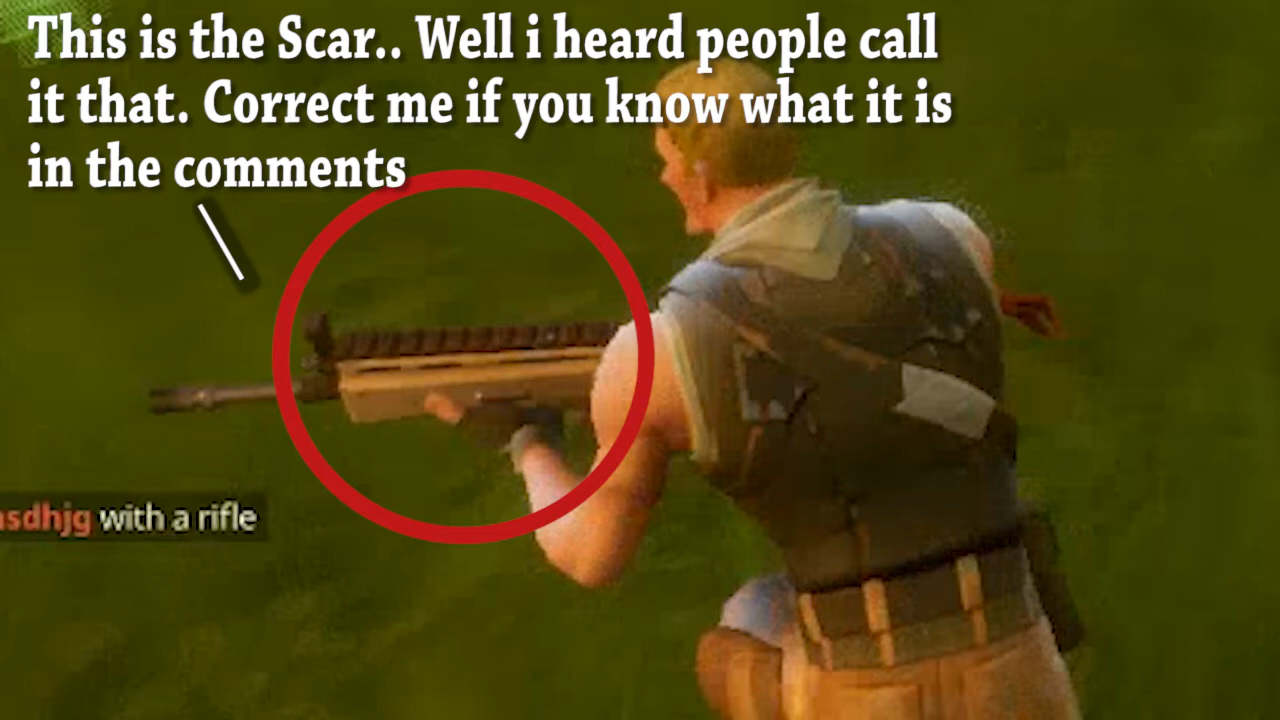 This is the Scar.. Well i heard people call
it that. Correct me if you know what it is
in the comments
asdhjg with a rifle